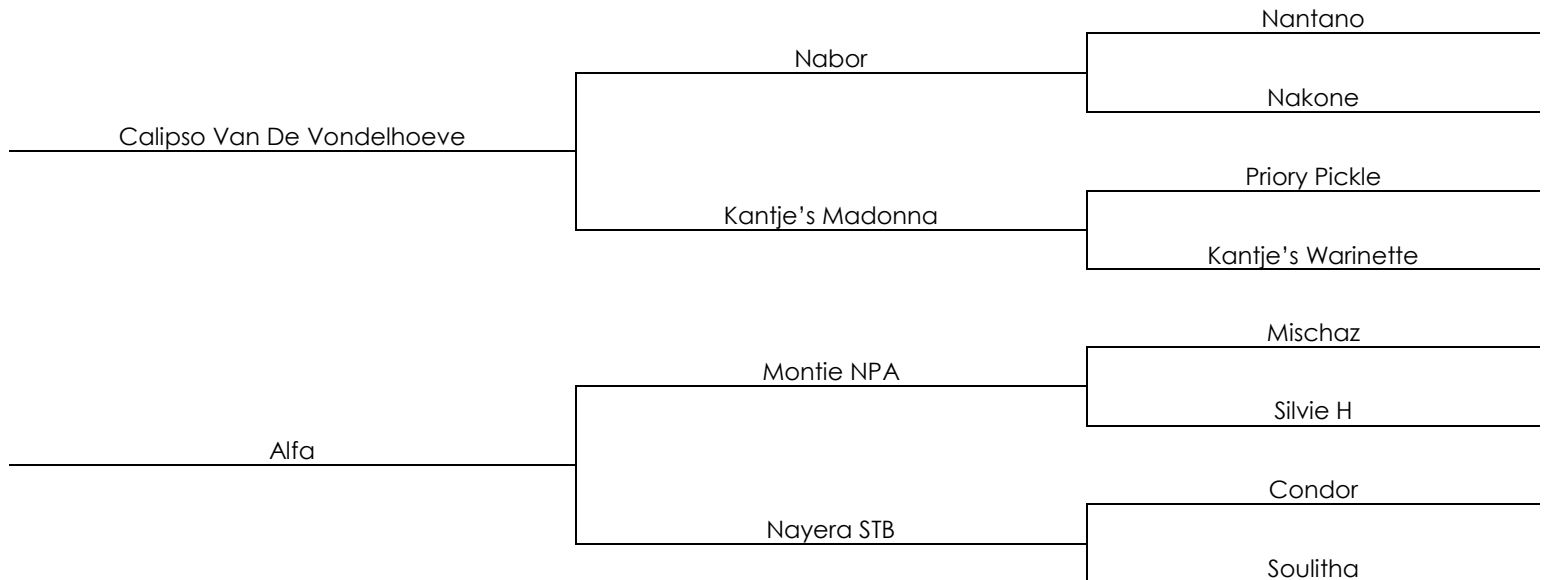 Nantano
Nabor
Nakone
Calipso Van De Vondelhoeve
Priory Pickle
Kantje’s Madonna
Kantje’s Warinette
Mischaz
Montie NPA
Silvie H
Alfa
Condor
Nayera STB
Soulitha